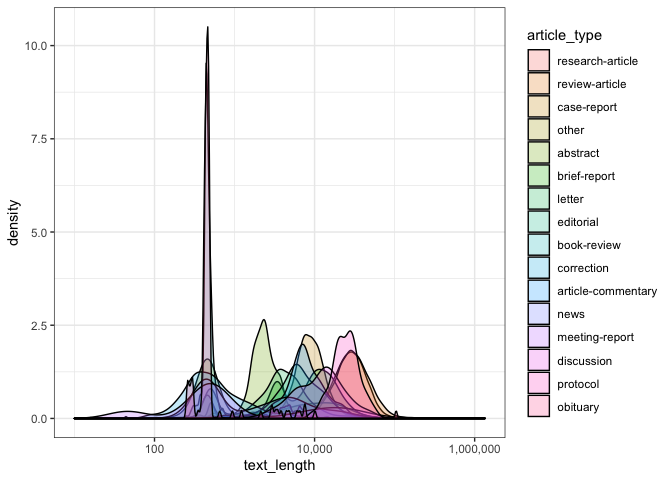 10.0
7.5
5.0
2.5
0.0
density
100
10,000
1,000,000
text_length
article_type
research-article
review-article
case-report
other
abstract
brief-report
letter
editorial
book-review
correction
article-commentary
news
meeting-report
discussion
protocol
obituary